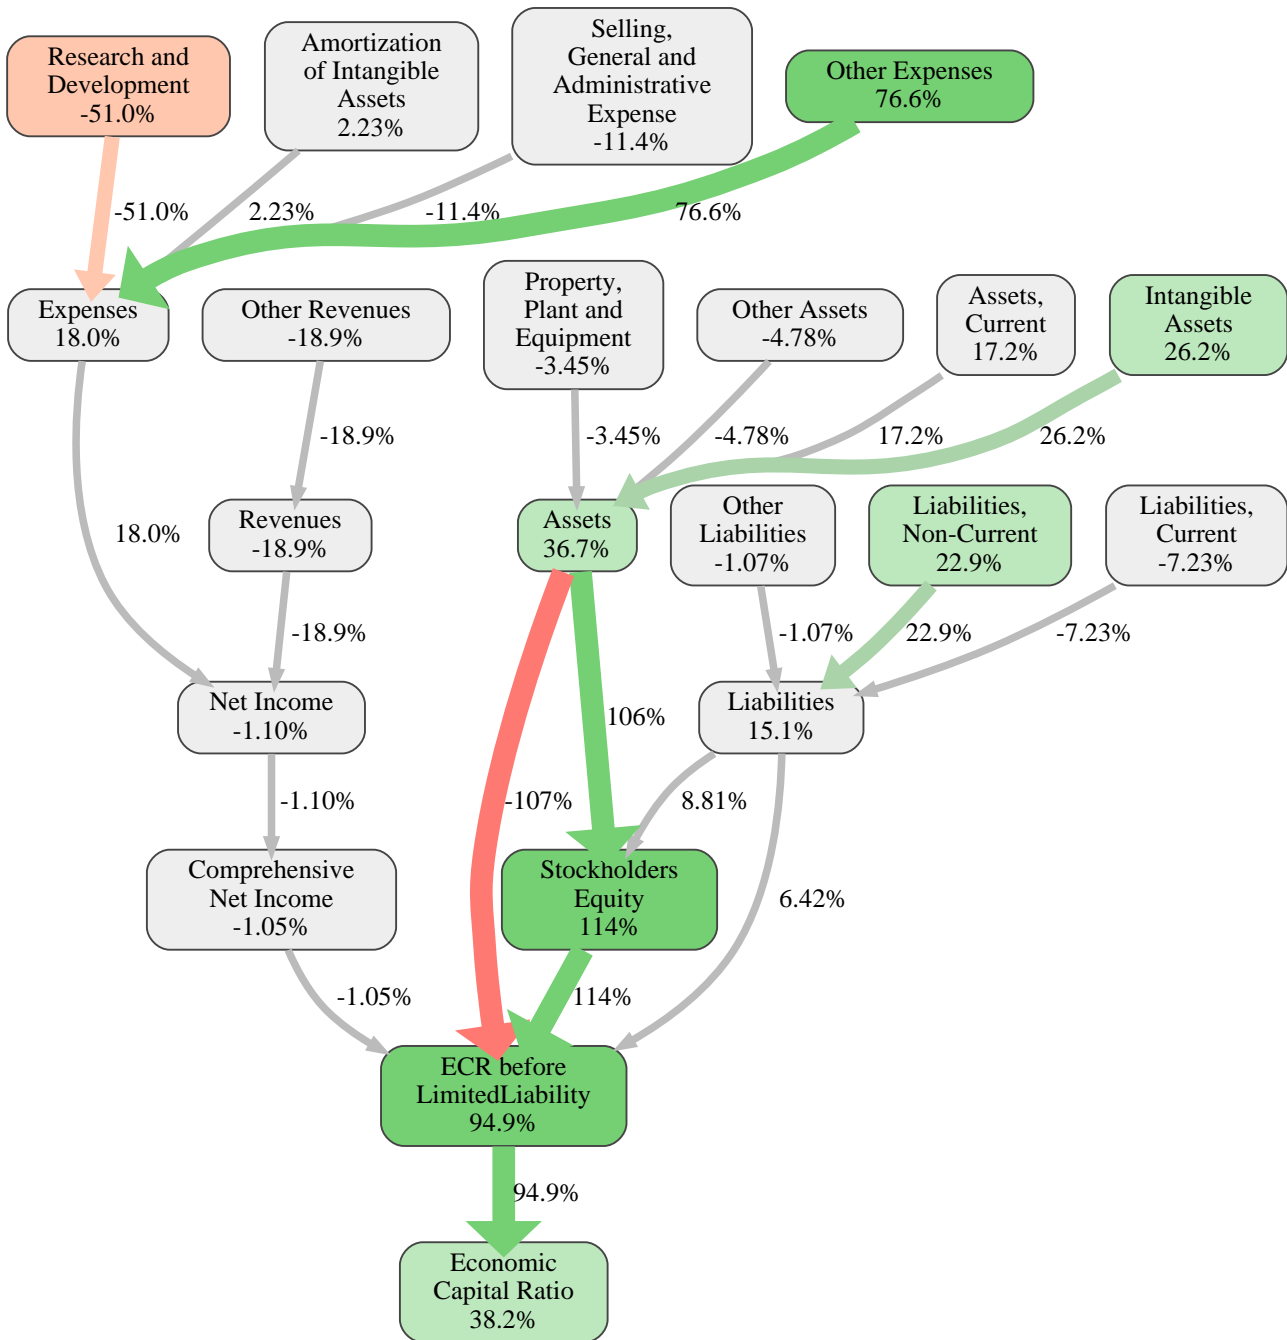 Research and
Development
-51.0%
Amortization
of Intangible
Assets
2.23%
Selling,
General and
Administrative
Expense
-11.4%
Other Expenses
76.6%
-51.0%
2.23%
-11.4%
76.6%
Expenses
18.0%
Other Revenues
-18.9%
Property,
Plant and
Equipment
-3.45%
Other Assets
-4.78%
Assets,
Current
17.2%
Intangible
Assets
26.2%
-18.9%
-3.45%
-4.78%
17.2%
26.2%
18.0%
Revenues
-18.9%
Assets
36.7%
Other
Liabilities
-1.07%
Liabilities,
Non-Current
22.9%
Liabilities,
Current
-7.23%
-18.9%
-1.07%
22.9%
-7.23%
Net Income
-1.10%
106%
Liabilities
15.1%
-1.10%
-107%
8.81%
Comprehensive
Net Income
-1.05%
Stockholders
Equity
114%
6.42%
-1.05%
114%
ECR before
LimitedLiability
94.9%
94.9%
Economic
Capital Ratio
38.2%